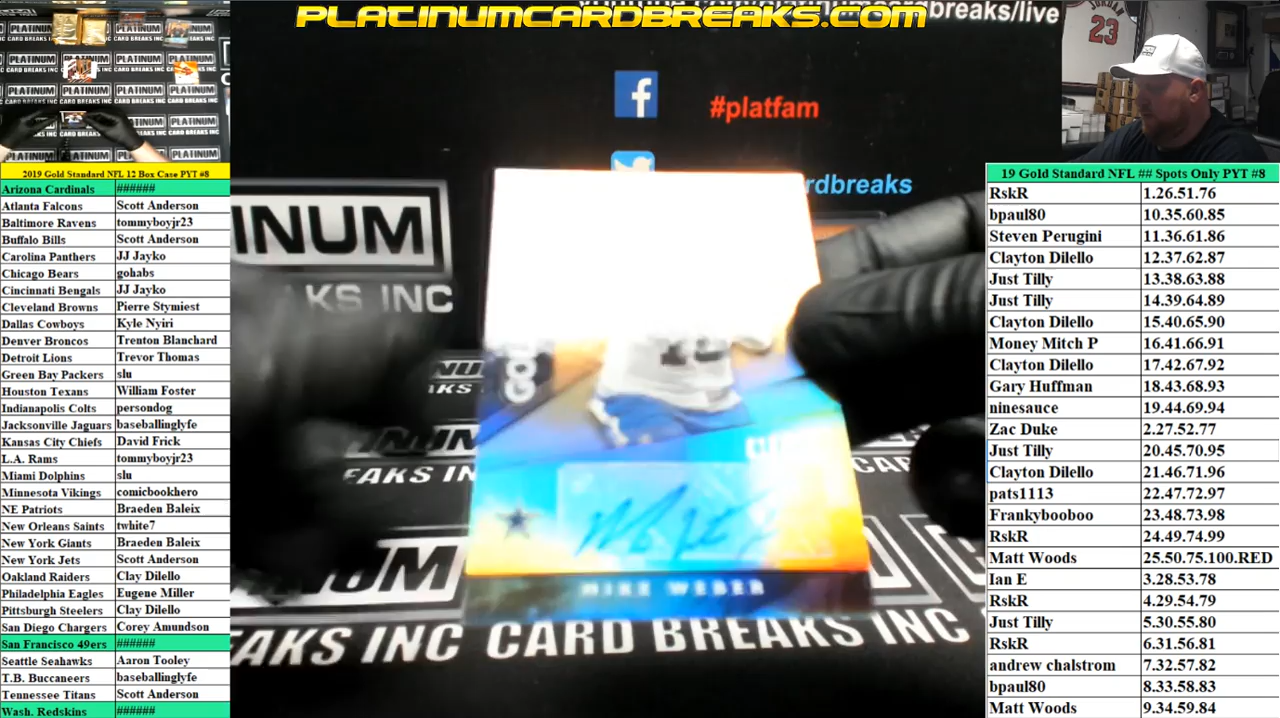 PLATINUMCARDBREAKS.COM
breaks/live
#platfam
rdbreaks
2019 Gold Standard NFL 12 Box Case PYT #8
Arizona Cardinals ######
Atlanta Falcons Scott Anderson
Baltimore Ravens tommyboyjr23
Buffalo Bills Scott Anderson
Carolina Panthers JJ Jayko
Chicago Bears gohabs
Cincinnati Bengals JJ Jayko
Cleveland Browns Pierre Stymiest
Dallas Cowboys Kyle Nyiri
Denver Broncos Trenton Blanchard
Detroit Lions Trevor Thomas
Green Bay Packers slu
Houston Texans William Foster
Indianapolis Colts persondog
Jacksonville Jaguars baseballinglyfe
Kansas City Chiefs David Frick
L.A. Rams tommyboyjr23
Miami Dolphins slu
Minnesota Vikings comicbookhero
NE Patriots Braeden Baleix
New Orleans Saints twhite7
New York Giants Braeden Baleix
New York Jets Scott Anderson
Oakland Raiders Clay Dilello
Philadelphia Eagles Eugene Miller
Pittsburgh Steelers Clay Dilello
San Diego Chargers Corey Amundson
San Francisco 49ers ######
Seattle Seahawks Aaron Tooley
T.B. Buccaneers baseballinglyfe
Tennessee Titans Scott Anderson
Wash. Redskins ######
INUM
KS INC
MIKE WEBER
EAKS INC CARD BREAKS INC
JORDAN
23
19 Gold Standard NFL ## Spots Only PYT #8
RskR 1.26.51.76
bpaul80 10.35.60.85
Steven Perugini 11.36.61.86
Clayton Dilello 12.37.62.87
Just Tilly 13.38.63.88
Just Tilly 14.39.64.89
Clayton Dilello 15.40.65.90
Money Mitch P 16.41.66.91
Clayton Dilello 17.42.67.92
Gary Huffman 18.43.68.93
ninesauce 19.44.69.94
Zac Duke 2.27.52.77
Just Tilly 20.45.70.95
Clayton Dilello 21.46.71.96
pats1113 22.47.72.97
Frankybooboo 23.48.73.98
RskR 24.49.74.99
Matt Woods 25.50.75.100.RED
Ian E 3.28.53.78
RskR 4.29.54.79
Just Tilly 5.30.55.80
RskR 6.31.56.81
andrew chalstrom 7.32.57.82
bpaul80 8.33.58.83
Matt Woods 9.34.59.84